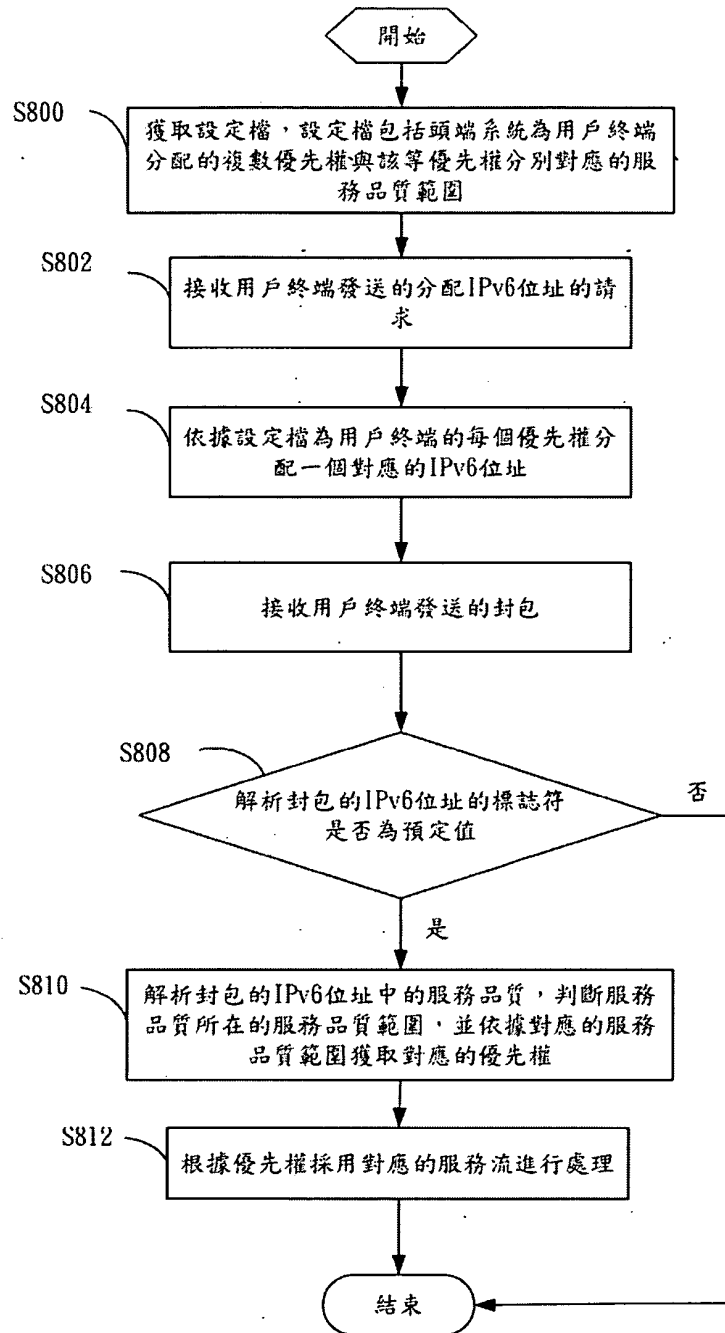 開始
S800
獲取設定檔，設定檔包括頭端系統為用戶終端
分配的複數優先權與該等優先權分別對應的服
務品質範圍
S802
接收用戶終端發送的分配IPv6位址的請
求
S804
依據設定檔為用戶終端的每個優先權分
配一個對應的IPv6位址
S806
接收用戶終端發送的封包
S808
解析封包的IPv6位址的標誌符
是否為預定值
否
是
S810
解析封包的IPv6位址中的服務品質，判斷服務
品質所在的服務品質範圍，並依據對應的服務
品質範圍獲取對應的優先權
S812
根據優先權採用對應的服務流進行處理
結束